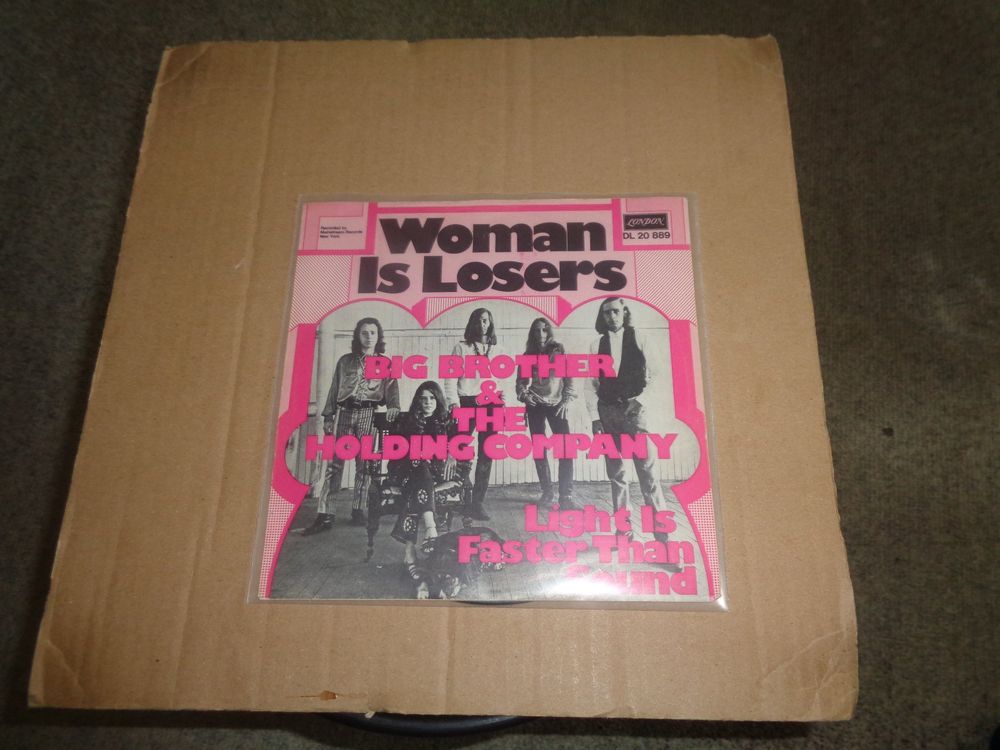 Recorded by
Mainstream Records
New York
Woman
Is Losers
LONDON
DL 20 889
BIG BROTHER
&
THE
HOLDING COMPANY
Light Is
Faster Than
Sound